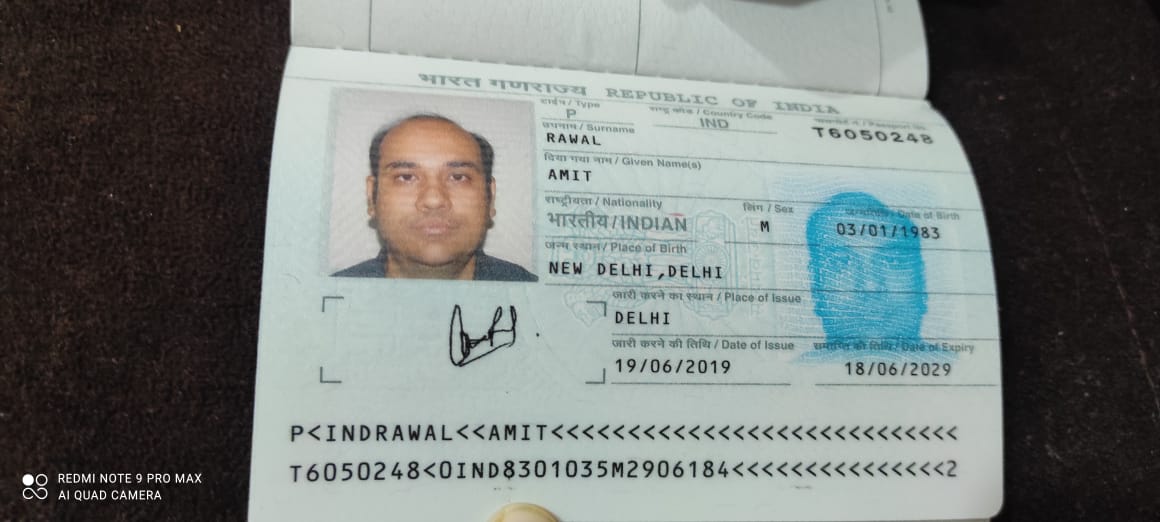 भारत गणराज्य REPUBLIC OF INDIA
टाईप / Type
P
राष्ट्र कोड / Country Code
IND
पासपोर्ट नं. / Passport No.
T6050248
उपनाम / Surname
RAWAL
दिया गया नाम / Given Name(s)
AMIT
राष्ट्रीयता / Nationality
भारतीय / INDIAN
लिंग / Sex
M
जन्मतिथि / Date of Birth
03/01/1983
जन्म स्थान / Place of Birth
NEW DELHI,DELHI
जारी करने का स्थान / Place of Issue
DELHI
जारी करने की तिथि / Date of Issue
19/06/2019
समाप्ति की तिथि / Date of Expiry
18/06/2029
P<INDRAWAL<<AMIT<<<<<<<<<<<<<<<<<<<<<<<<<<<<
T6050248<0IND8301035M2906184<<<<<<<<<<<<<<<2
REDMI NOTE 9 PRO MAX
AI QUAD CAMERA